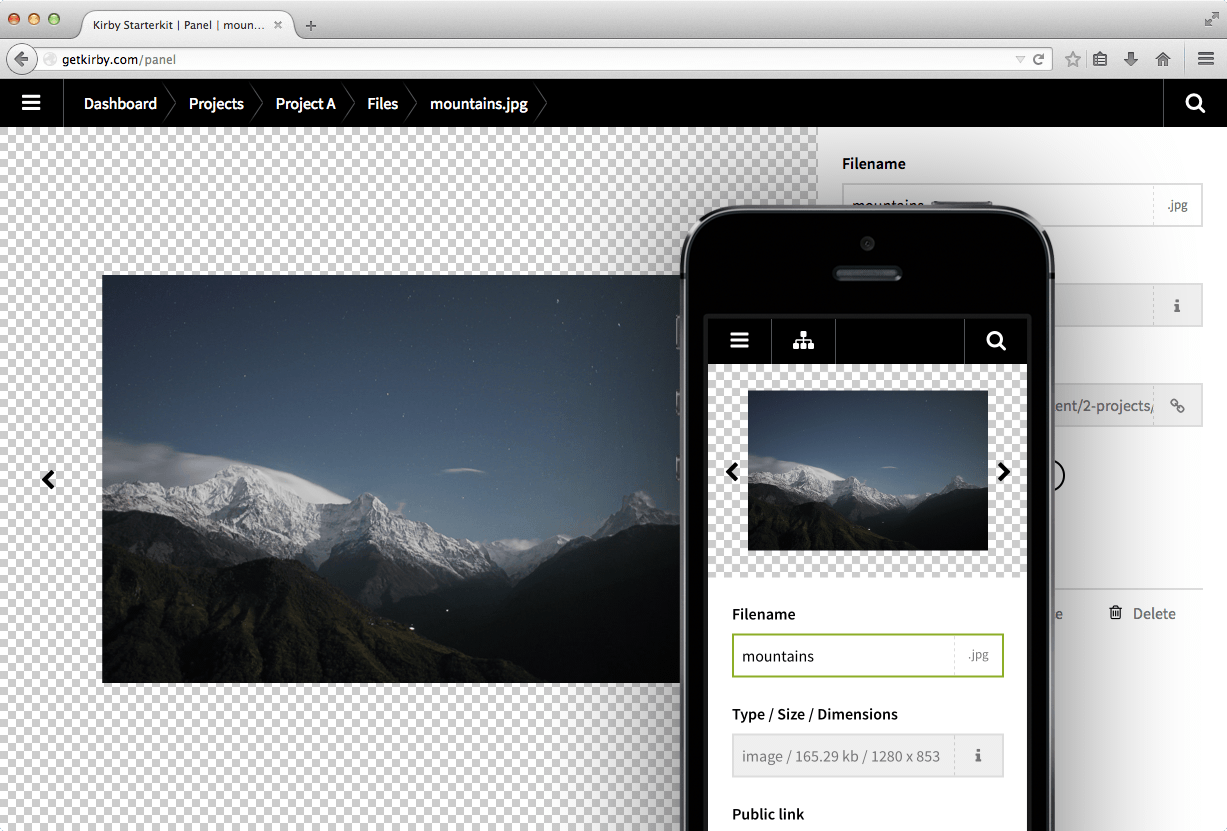 Kirby Starterkit | Panel | moun...
getkirby.com/panel
Dashboard Projects Project A Files mountains.jpg
Filename
mountains .jpg
ent/2-projects/
Delete
Filename
mountains .jpg
Type / Size / Dimensions
image / 165.29 kb / 1280 x 853
Public link